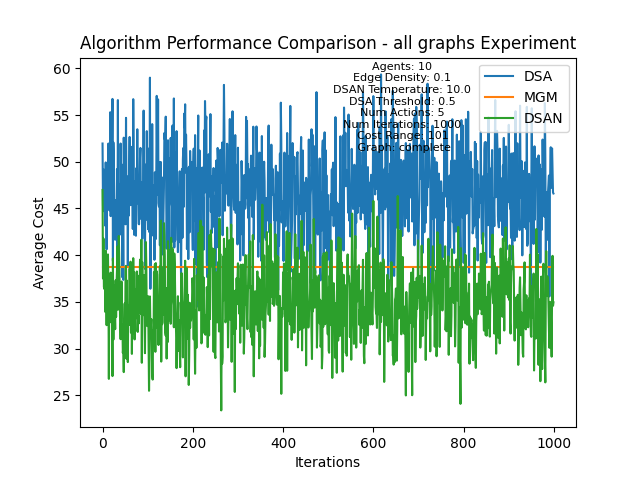 Algorithm Performance Comparison - all graphs Experiment
Agents: 10
Edge Density: 0.1
DSAN Temperature: 10.0
DSA Threshold: 0.5
Num Actions: 5
Num Iterations: 1000
Cost Range: 101
Graph: complete
DSA
MGM
DSAN
60
55
50
45
40
35
30
25
Average Cost
0
200
400
600
800
1000
Iterations